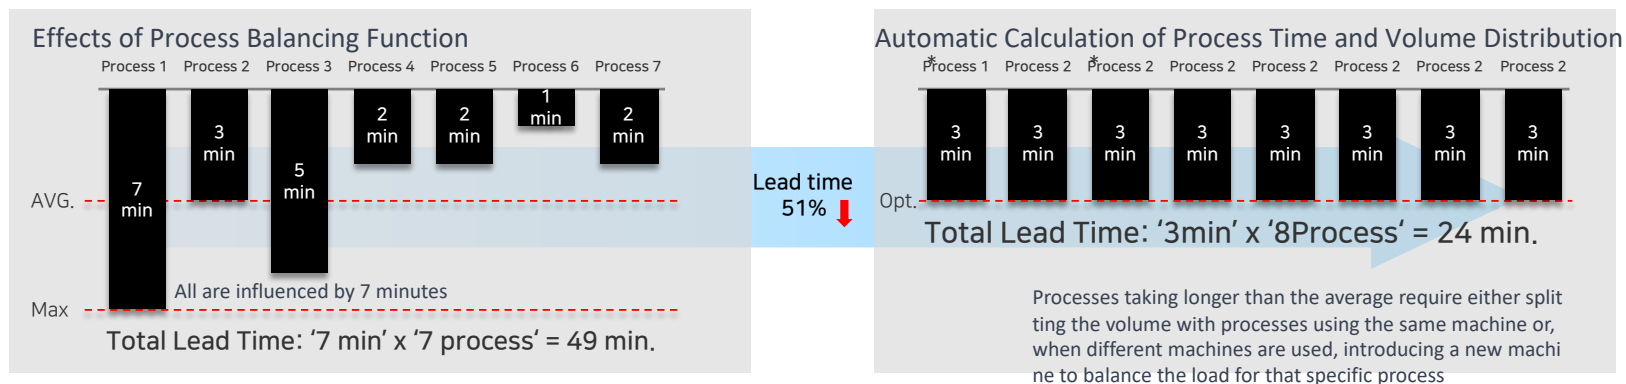 Effects of Process Balancing Function
Process 1 Process 2 Process 3 Process 4 Process 5 Process 6 Process 7
7
min
3
min
5
min
2
min
2
min
1
min
2
min
AVG.
Max
All are influenced by 7 minutes
Total Lead Time: ‘7 min’ x ‘7 process‘ = 49 min.
Lead time
51%
Automatic Calculation of Process Time and Volume Distribution
* *
Process 1 Process 2 Process 2 Process 2 Process 2 Process 2 Process 2 Process 2
3
min
3
min
3
min
3
min
3
min
3
min
3
min
3
min
Opt.
Total Lead Time: ‘3min’ x ‘8Process‘ = 24 min.
Processes taking longer than the average require either split
ting the volume with processes using the same machine or,
when different machines are used, introducing a new machi
ne to balance the load for that specific process